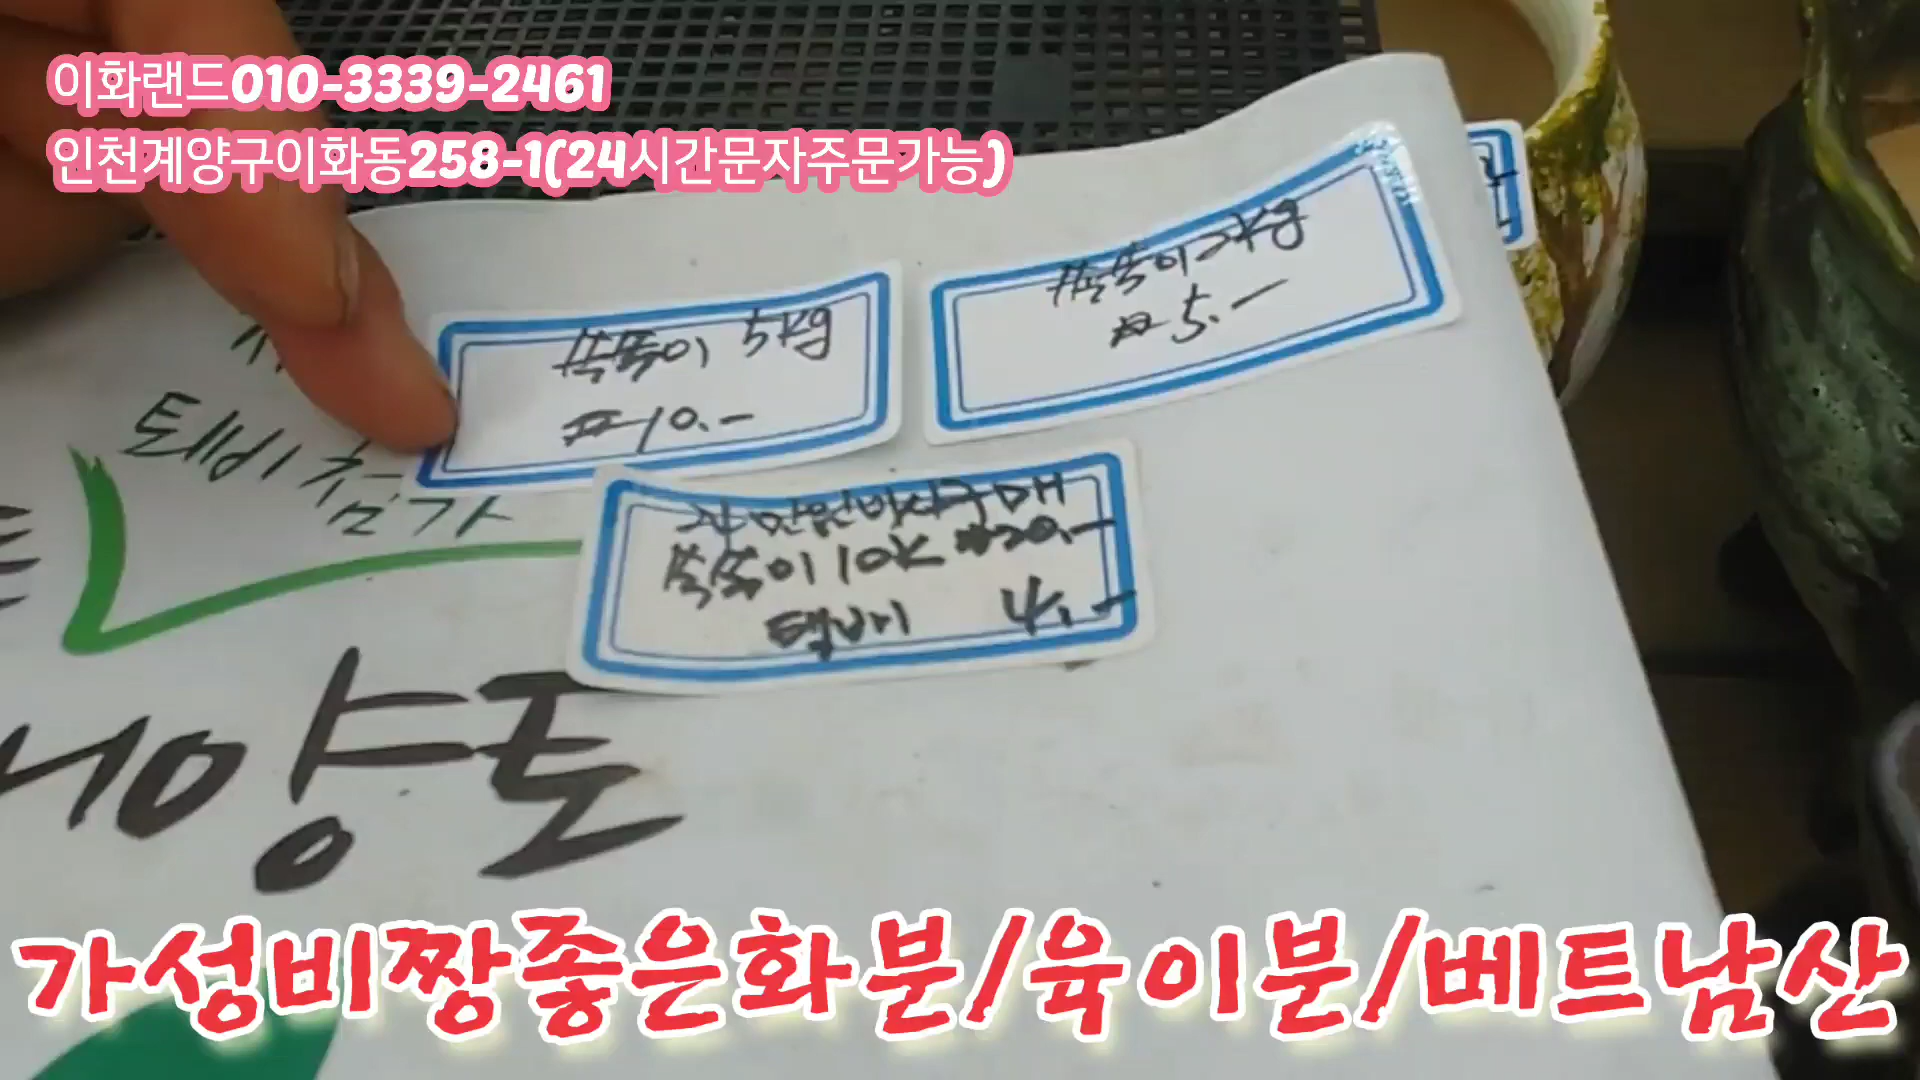 이화랜드010-3339-2461
인천계양구이화동258-1(24시간문자주문가능)
쏙쏙이 5kg
10.-
쏙쏙이 2kg
5.-
쏙쏙이 10K 20.-
택배비 4.-
양토
가성비짱좋은화분/육이분/베트남산